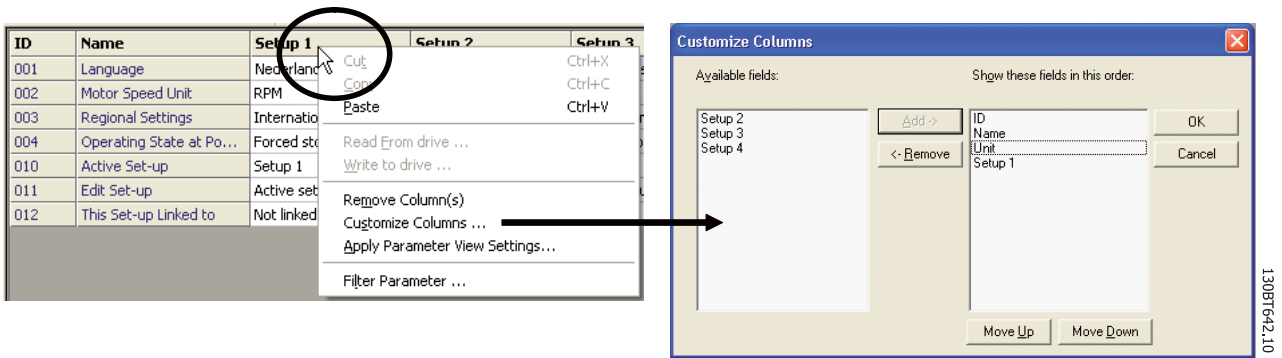 ID Name Setup 1 Setup 2 Setup 3
001 Language Nederland
002 Motor Speed Unit RPM
003 Regional Settings Internatio
004 Operating State at Po... Forced sto
010 Active Set-up Setup 1
011 Edit Set-up Active set
012 This Set-up Linked to Not linked
Cut Ctrl+X
Copy Ctrl+C
Paste Ctrl+V
Read From drive ...
Write to drive ...
Remove Column(s)
Customize Columns ...
Apply Parameter View Settings...
Filter Parameter ...
Customize Columns
Available fields:
Setup 2
Setup 3
Setup 4
Add ->
<- Remove
Show these fields in this order:
ID
Name
Unit
Setup 1
OK
Cancel
Move Up Move Down
130BT642.10